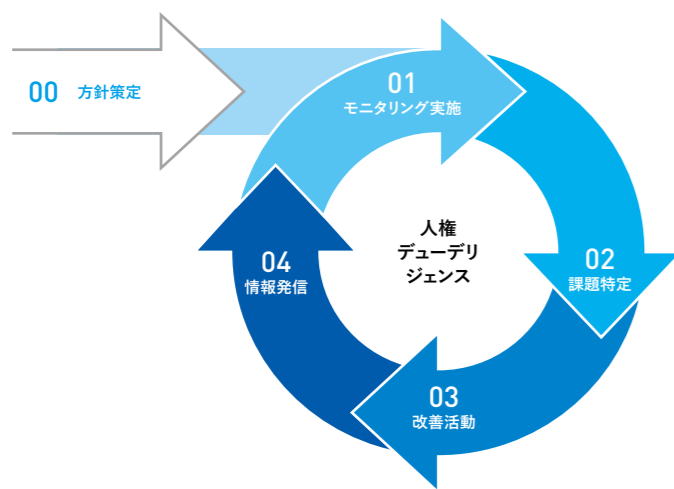 00 方針策定
01
モニタリング実施
02
課題特定
03
改善活動
04
情報発信
人権
デューデリ
ジェンス